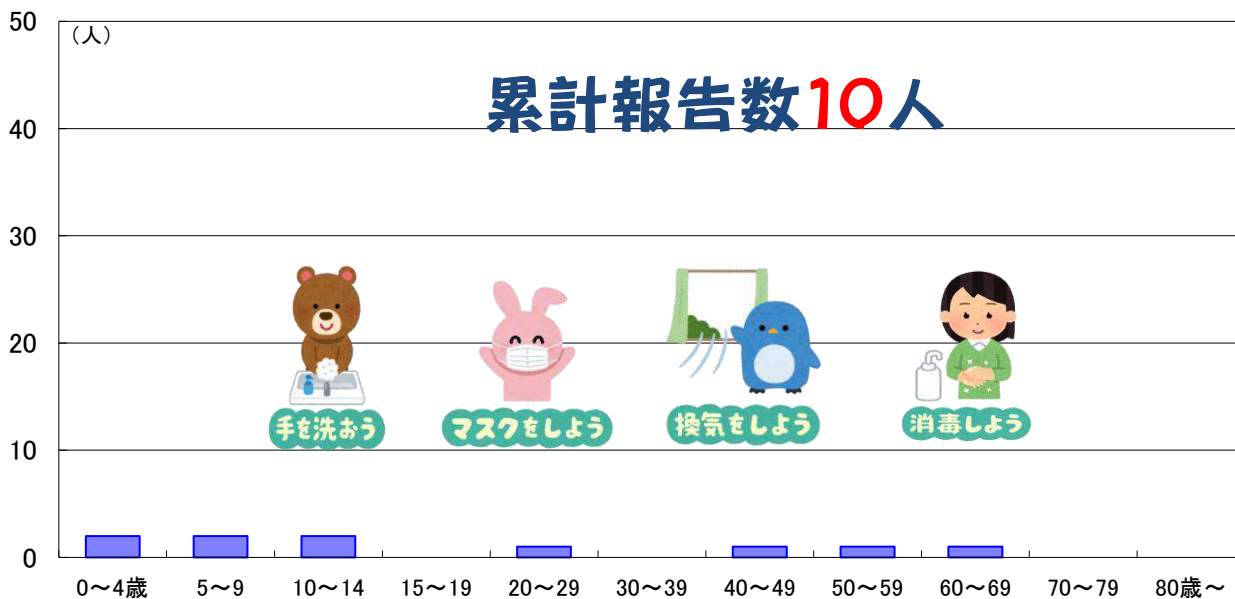 50
（人）
累計報告数10人
40
30
20
手を洗おう
マスクをしよう
換気をしよう
消毒しよう
10
0
0～4歳
5～9
10～14
15～19
20～29
30～39
40～49
50～59
60～69
70～79
80歳～